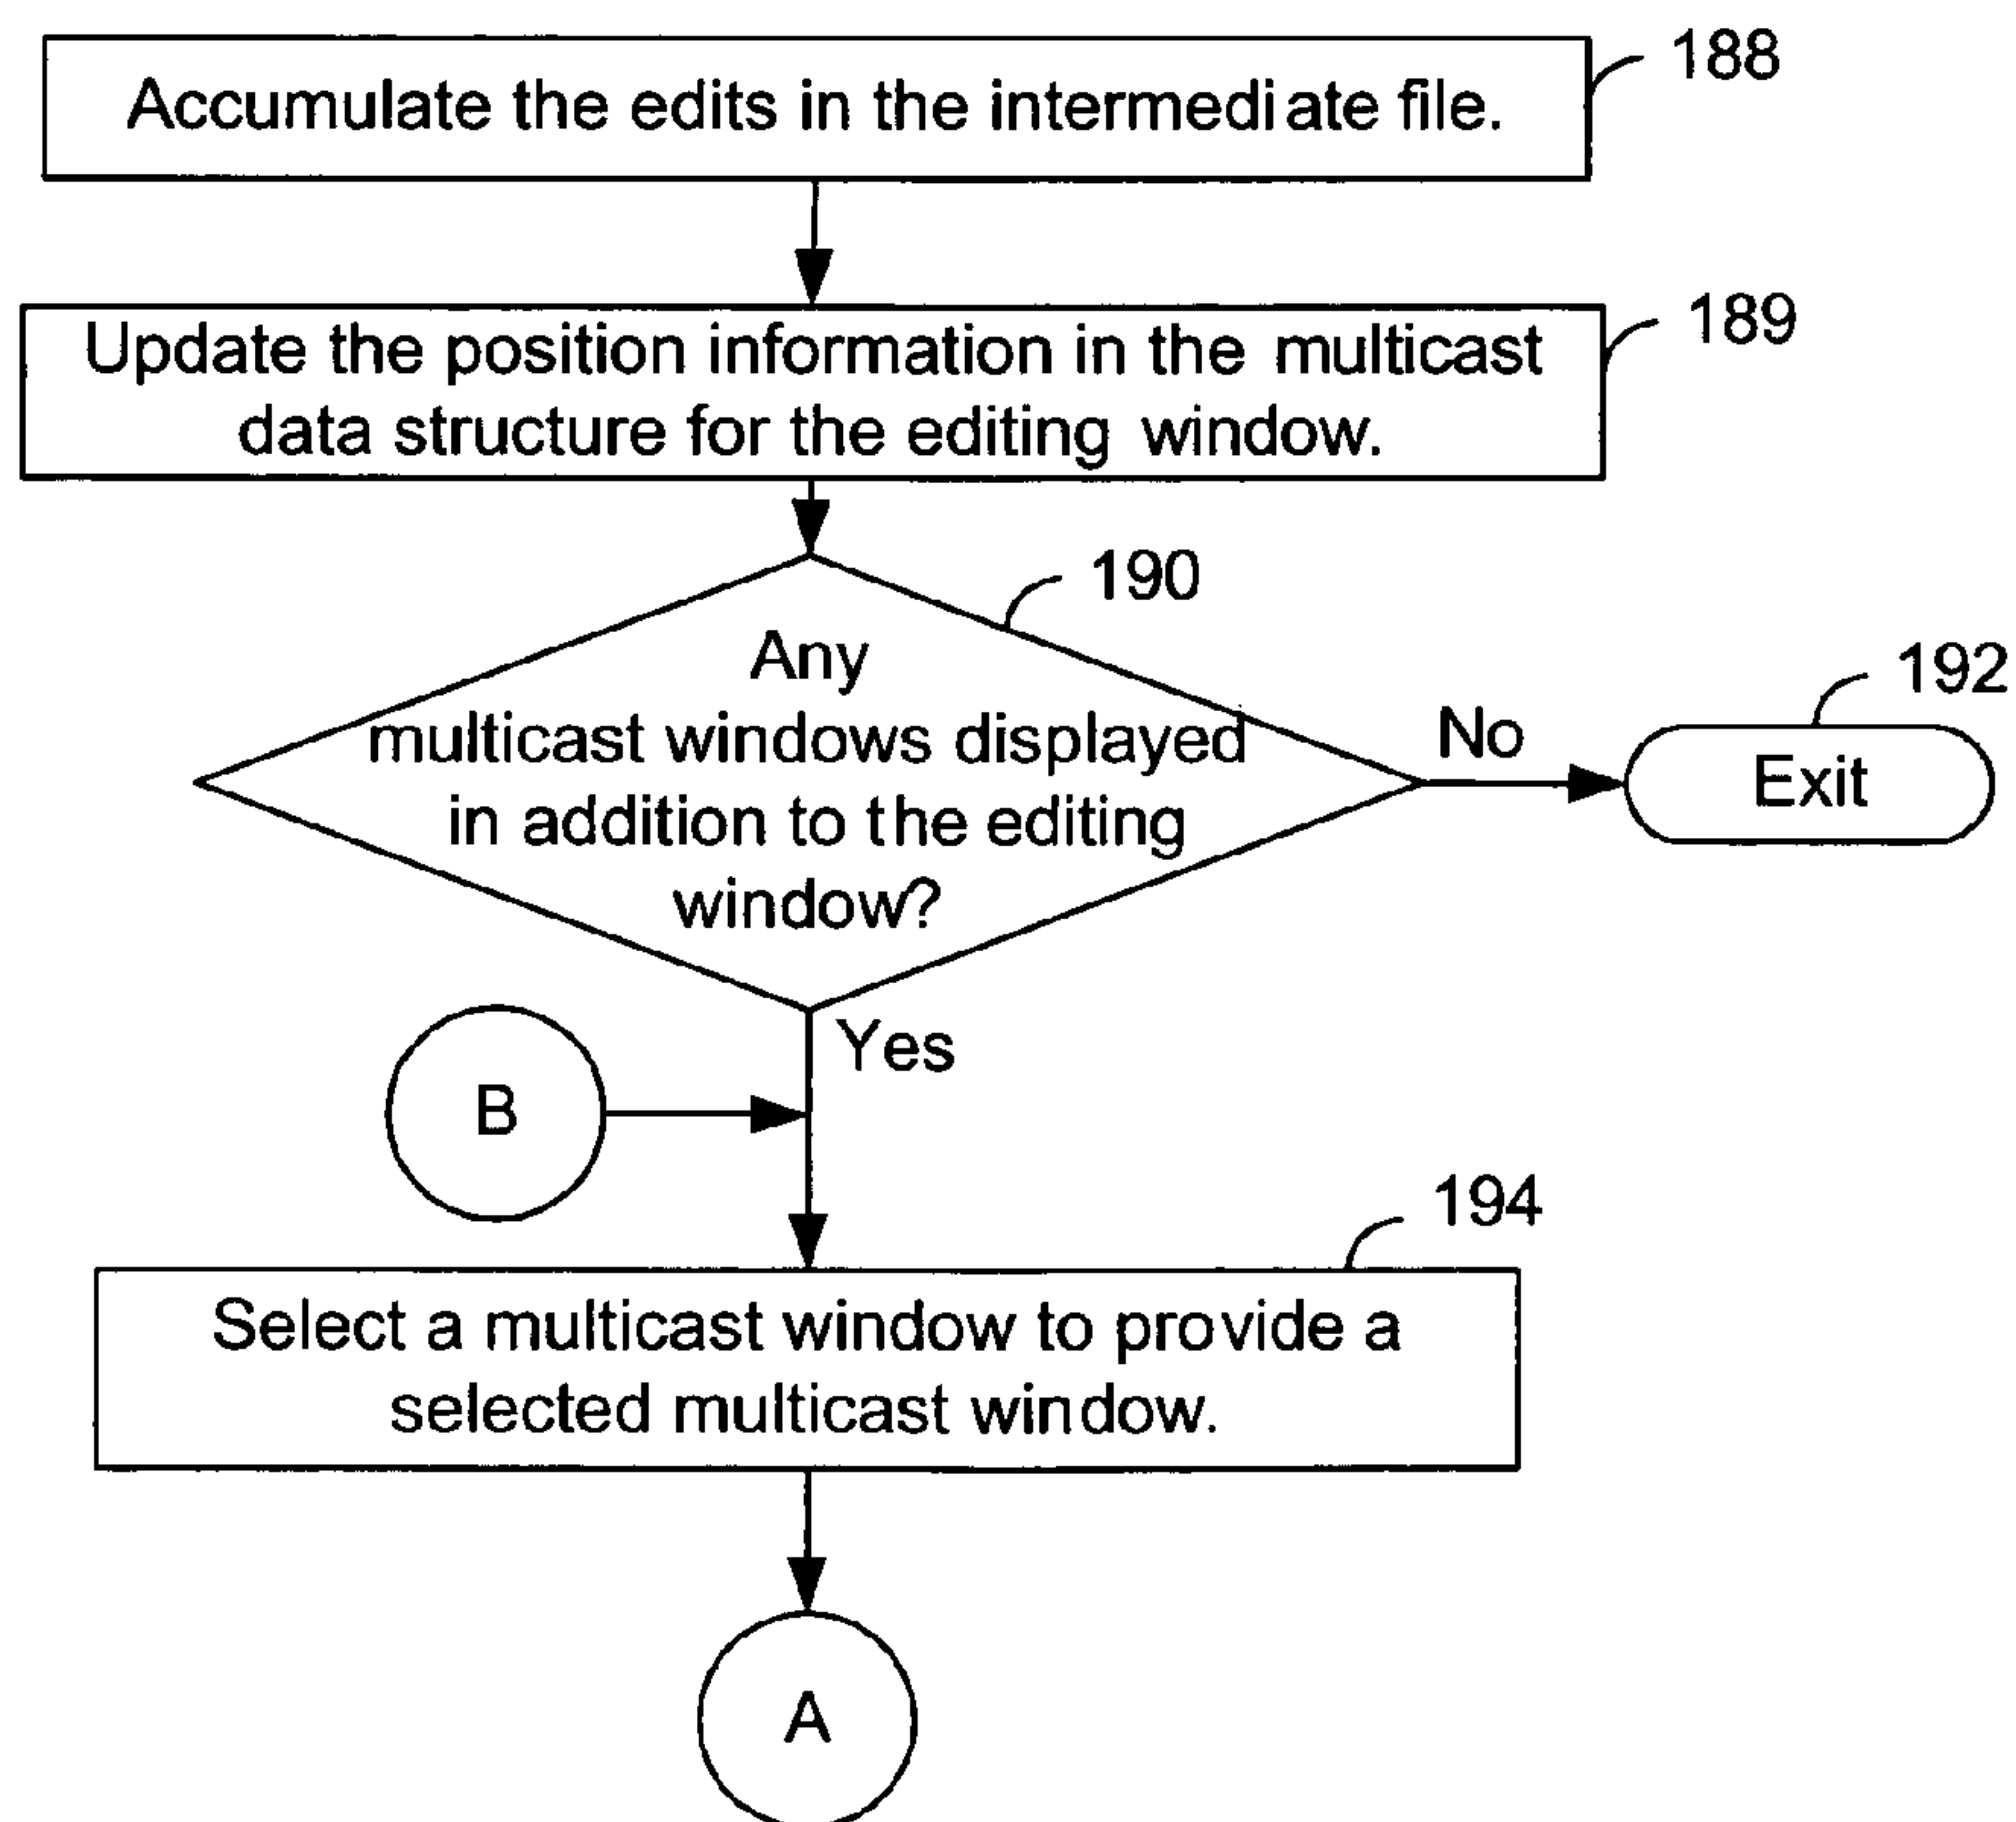 Accumulate the edits in the intermediate file.
188
Update the position information in the multicast
data structure for the editing window.
189
190
Any
multicast windows displayed
in addition to the editing
window?
No
192
Exit
Yes
B
194
Select a multicast window to provide a
selected multicast window.
A